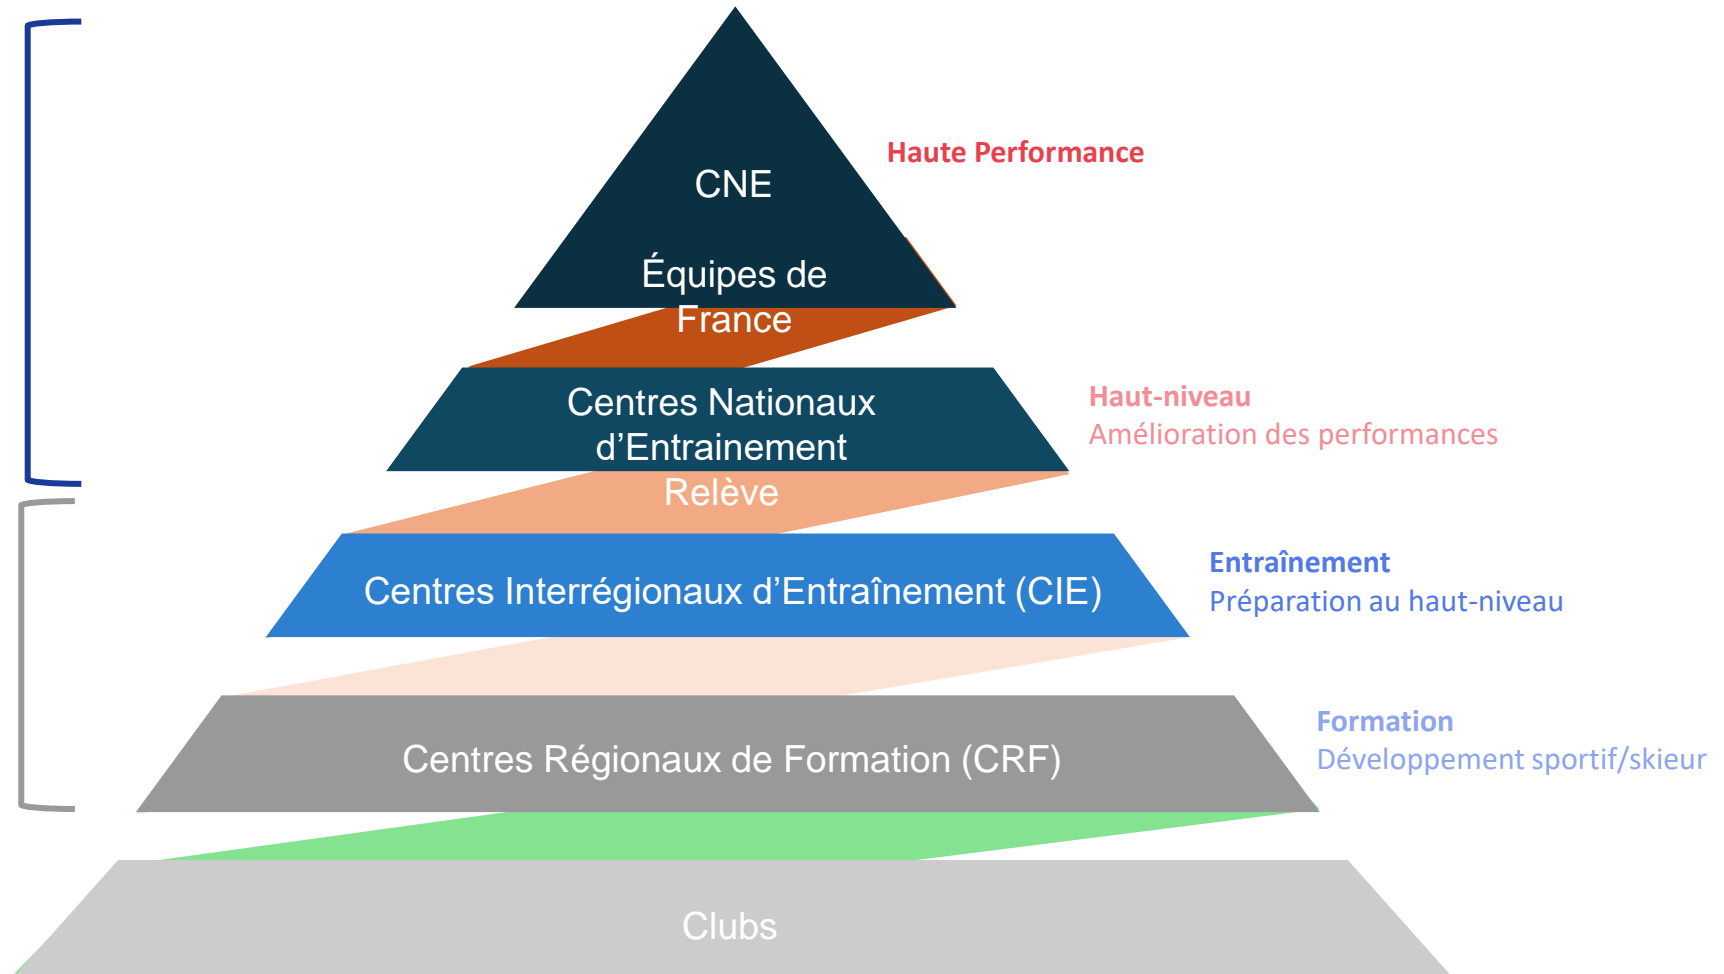 CNE
Haute Performance
Équipes de
France
Centres Nationaux
d’Entrainement
Relève
Haut-niveau
Amélioration des performances
Centres Interrégionaux d’Entraînement (CIE)
Entraînement
Préparation au haut-niveau
Centres Régionaux de Formation (CRF)
Formation
Développement sportif/skieur
Clubs